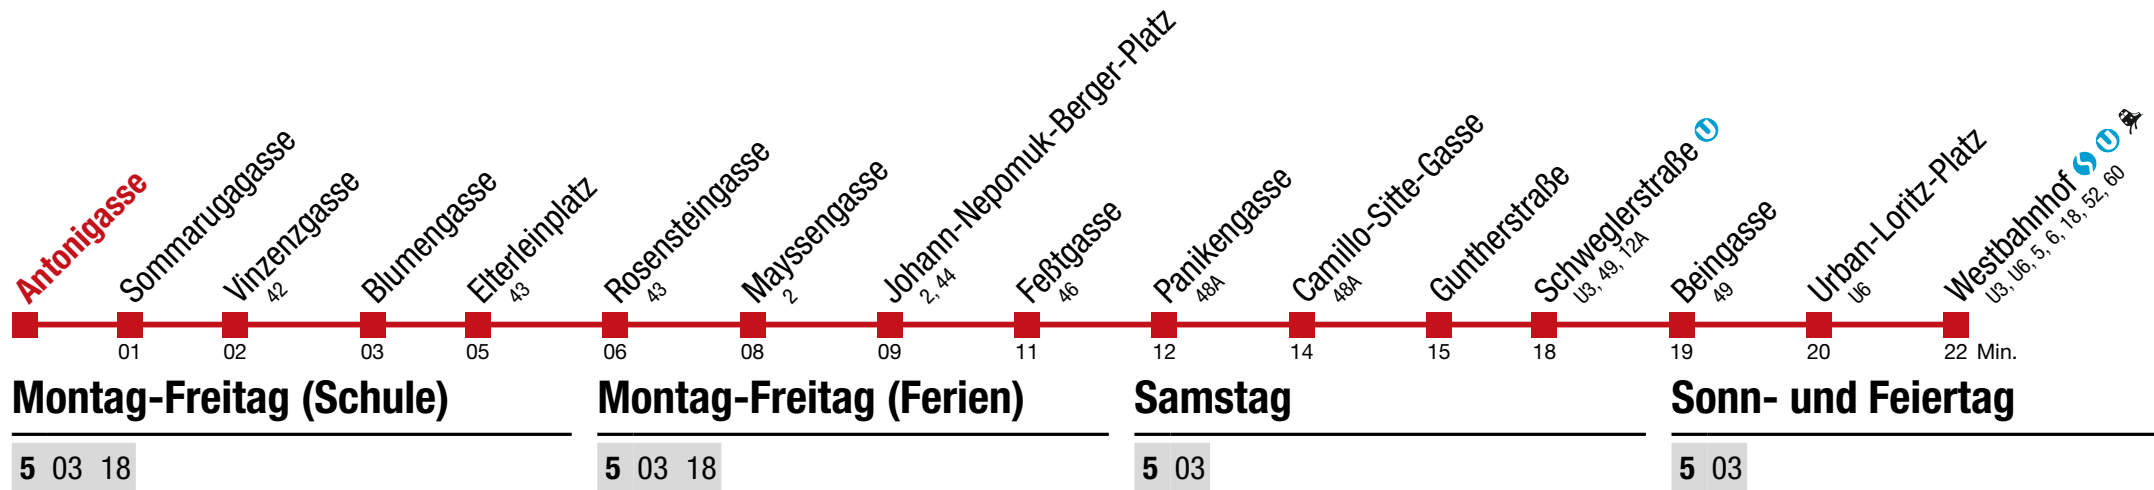 Antonigasse
Sommarugagasse
Vinzenzgasse
42
Blumengasse
Elterleinplatz
43
Rosensteingasse
43
Mayssengasse
2
Johann-Nepomuk-Berger-Platz
2, 44
Feßtgasse
46
Panikengasse
48A
Camillo-Sitte-Gasse
48A
Guntherstraße
Schweglerstraße U
U3, 49, 12A
Beingasse
49
Urban-Loritz-Platz
U6
Westbahnhof S U
U3, U6, 5, 6, 18, 52, 60
01 02 03 05 06 08 09 11 12 14 15 18 19 20 22 Min.
Montag-Freitag (Schule)
5 03 18
Montag-Freitag (Ferien)
5 03 18
Samstag
5 03
Sonn- und Feiertag
5 03